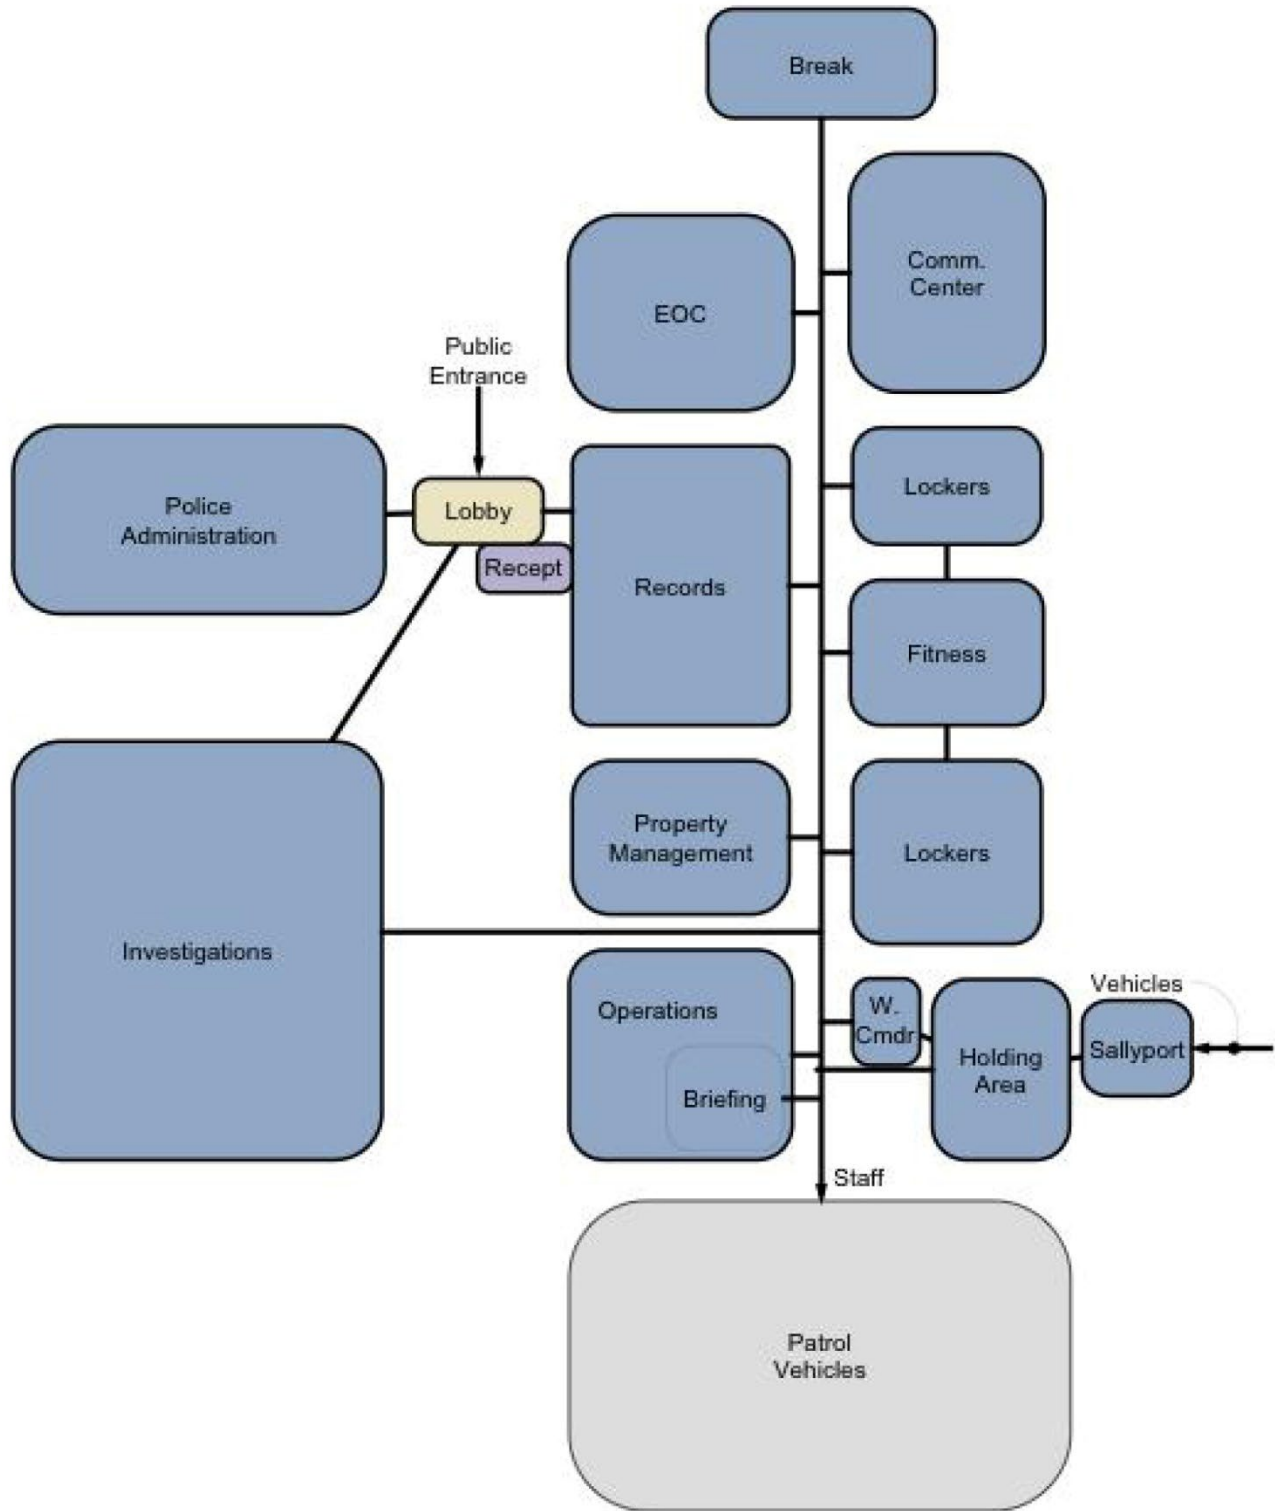 Break
Comm.
Center
EOC
Public
Entrance
Lockers
Police
Administration
Lobby
Recept
Records
Fitness
Property
Management
Lockers
Investigations
Operations
W.
Cmdr
Vehicles
Holding
Area
Sallyport
Briefing
Staff
Patrol
Vehicles